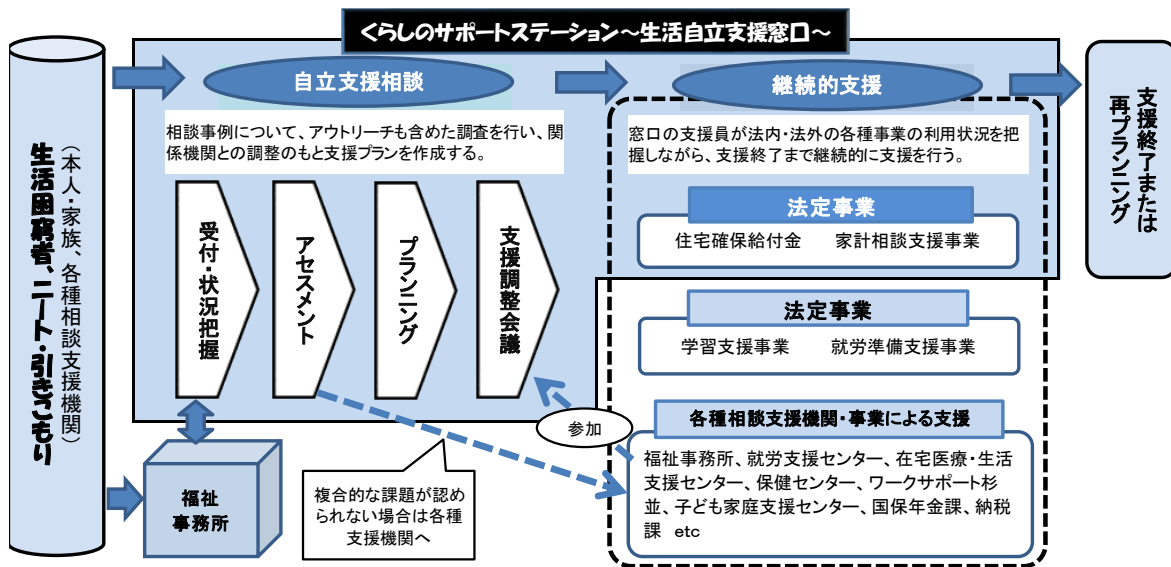 くらしのサポートステーション～生活自立支援窓口～
生活困窮者、ニート・引きこもり
（本人・家族、各種相談支援機関）
自立支援相談
相談事例について、アウトリーチも含めた調査を行い、関
係機関との調整のもと支援プランを作成する。
受付・状況把握
アセスメント
プランニング
支援調整会議
福祉
事務所
複合的な課題が認め
られない場合は各種
支援機関へ
参加
継続的支援
窓口の支援員が法内・法外の各種事業の利用状況を把
握しながら、支援終了まで継続的に支援を行う。
法定事業
住宅確保給付金　　家計相談支援事業
法定事業
学習支援事業　　就労準備支援事業
各種相談支援機関・事業による支援
福祉事務所、就労支援センター、在宅医療・生活
支援センター、保健センター、ワークサポート杉
並、子ども家庭支援センター、国保年金課、納税
課　etc
支援終了または
再プランニング